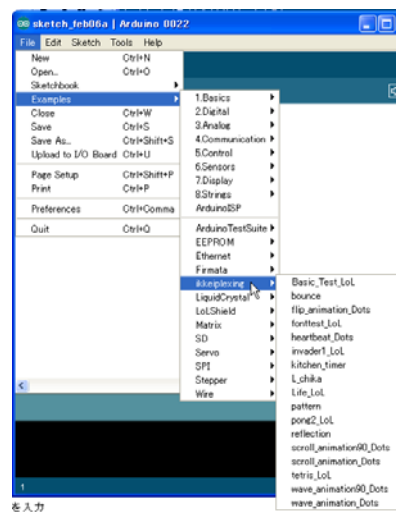 sketch_feb06a | Arduino 0022
File Edit Sketch Tools Help
New Ctrl+N
Open... Ctrl+O
Sketchbook
Examples
Close Ctrl+W
Save Ctrl+S
Save As... Ctrl+Shift+S
Upload to I/O Board Ctrl+U
Page Setup Ctrl+Shift+P
Print Ctrl+P
Preferences Ctrl+Comma
Quit Ctrl+Q
1.Basics
2.Digital
3.Analog
4.Communication
5.Control
6.Sensors
7.Display
8.Strings
ArduinoISP
ArduinoTestSuite
EEPROM
Ethernet
Firmata
ikkeiplexing
LiquidCrystal
LoLShield
Matrix
SD
Servo
SPI
Stepper
Wire
Basic_Test_LoL
bounce
flip_animation_Dots
fonttest_LoL
heartbeat_Dots
invader1_LoL
kitchen_timer
L_chika
Life_LoL
pattern
pong2_LoL
reflection
scroll_animation90_Dots
scroll_animation_Dots
tetris_LoL
wave_animation90_Dots
wave_animation_Dots
1
を入力